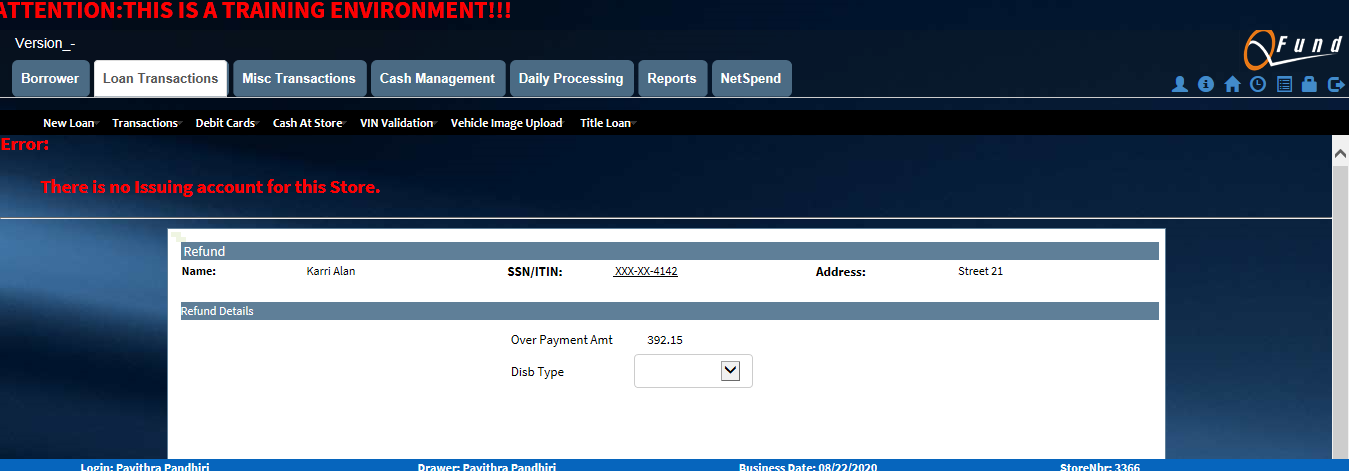 ATTENTION:THIS IS A TRAINING ENVIRONMENT!!!
Version_-
QFund
Borrower Loan Transactions Misc Transactions Cash Management Daily Processing Reports NetSpend
New Loan Transactions Debit Cards Cash At Store VIN Validation Vehicle Image Upload Title Loan
Error:
There is no Issuing account for this Store.
Refund
Name: Karri Alan SSN/ITIN: XXX-XX-4142 Address: Street 21
Refund Details
Over Payment Amt 392.15
Disb Type
Login: Pavithra Pandhiri Drawer: Pavithra Pandhiri Business Date: 08/22/2020 StoreNbr: 3366